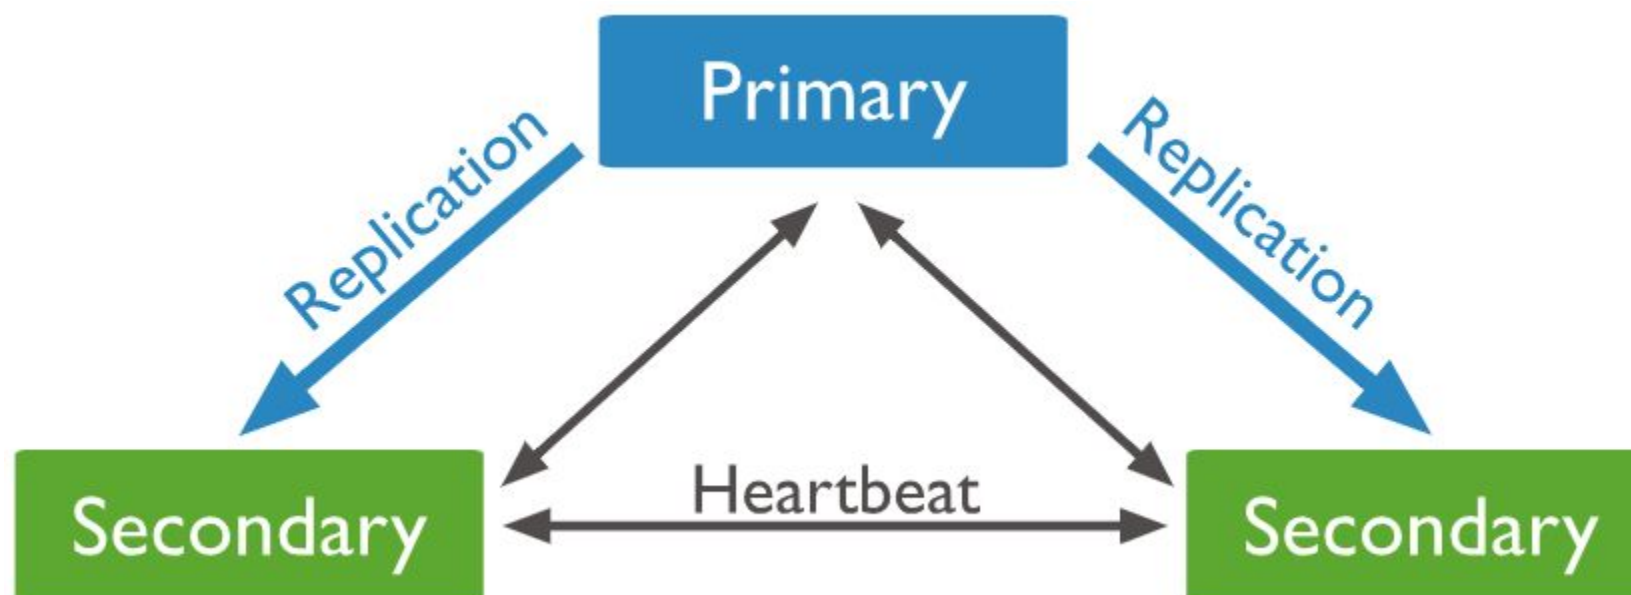 Primary
Replication
Replication
Heartbeat
Secondary
Secondary